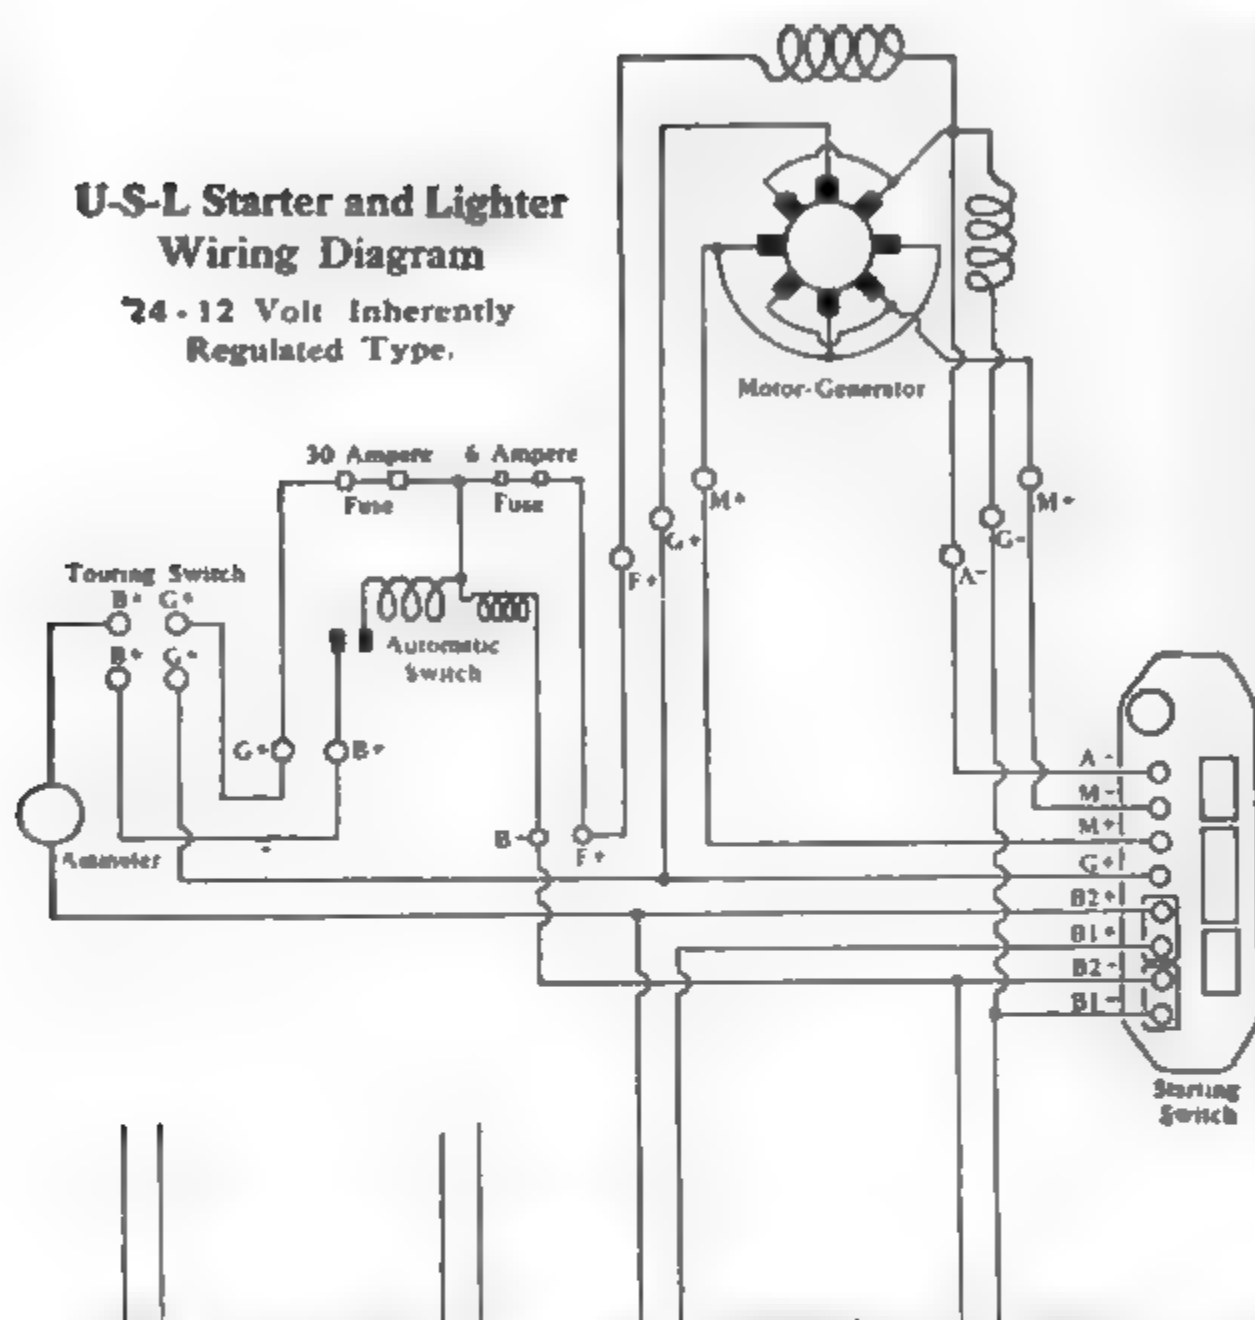 U-S-L Starter and Lighter
Wiring Diagram
24-12 Volt Inherently
Regulated Type.
Motor-Generator
30 Ampere 6 Ampere
Fuse Fuse
M+ M+
G+ G-
F+ A-
Touring Switch
B+ G+
B+ G+
Automatic
Switch
G+ B+
B- F+
Ammeter
A-
M-
M+
G+
B2+
B1+
B2-
B1-
Starting
Switch